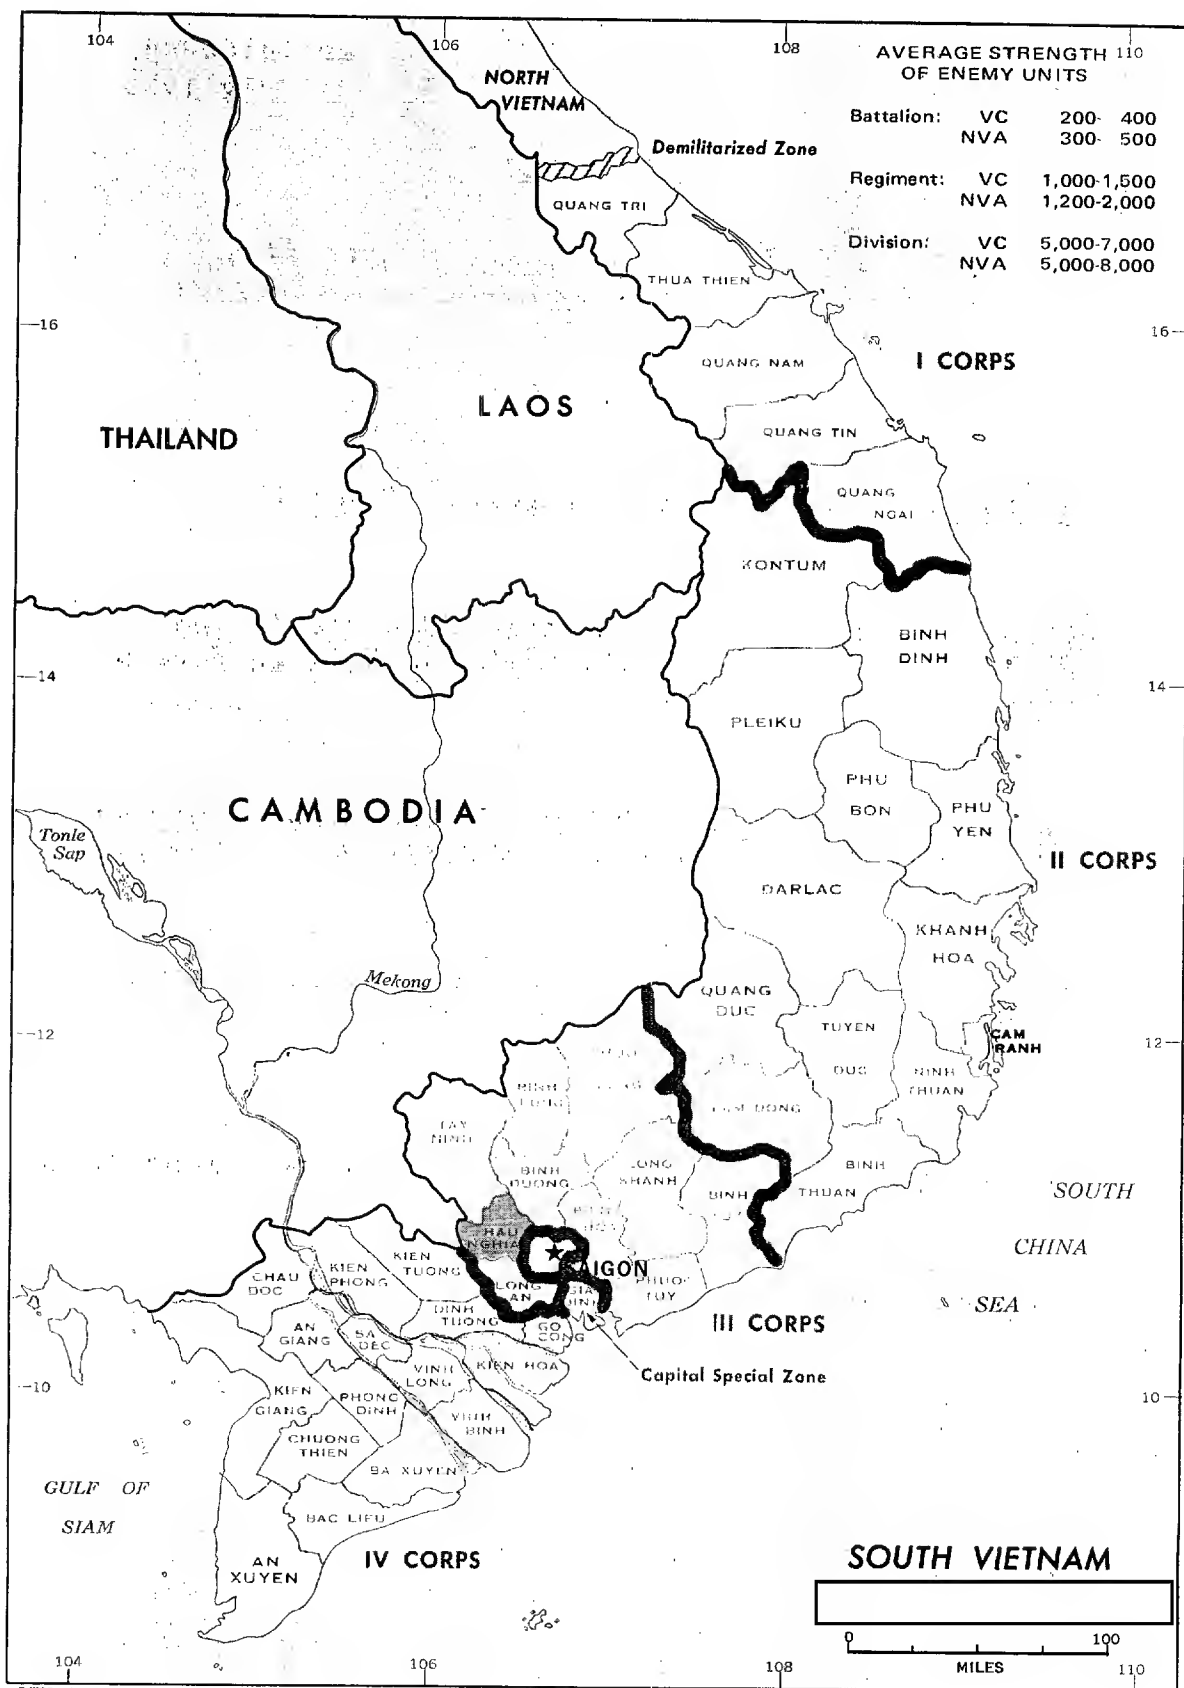 104
106
108
110
AVERAGE STRENGTH
OF ENEMY UNITS
Battalion: VC 200- 400
NVA 300- 500
Regiment: VC 1,000-1,500
NVA 1,200-2,000
Division: VC 5,000-7,000
NVA 5,000-8,000
NORTH
VIETNAM
Demilitarized Zone
QUANG TRI
THUA THIEN
16
16
QUANG NAM
I CORPS
LAOS
THAILAND
QUANG TIN
QUANG
NGAI
KONTUM
BINH
DINH
14
14
PLEIKU
PHU
BON
PHU
YEN
CAMBODIA
Tonle
Sap
II CORPS
DARLAC
KHANH
HOA
Mekong
QUANG
DUC
TUYEN
DUC
12
12
CAM
RANH
NINH
THUAN
BINH
LONG
LAM DONG
TAY
NINH
BINH
DUONG
LONG
KHANH
BINH
BINH
THUAN
SOUTH
CHINA
SEA
HAU
NGHIA
SAIGON
KIEN
TUONG
KIEN
PHONG
CHAU
DOC
LONG
AN
GIA
DINH
PHUOC
TUY
DINH
TUONG
GO
CONG
III CORPS
AN
GIANG
SA
DEC
VINH
LONG
KIEN HOA
Capital Special Zone
10
10
KIEN
GIANG
PHONG
DINH
VINH
BINH
CHUONG
THIEN
BA XUYEN
GULF OF
SIAM
BAC LIEU
AN
XUYEN
IV CORPS
SOUTH VIETNAM
0 100
MILES
104
106
108
110